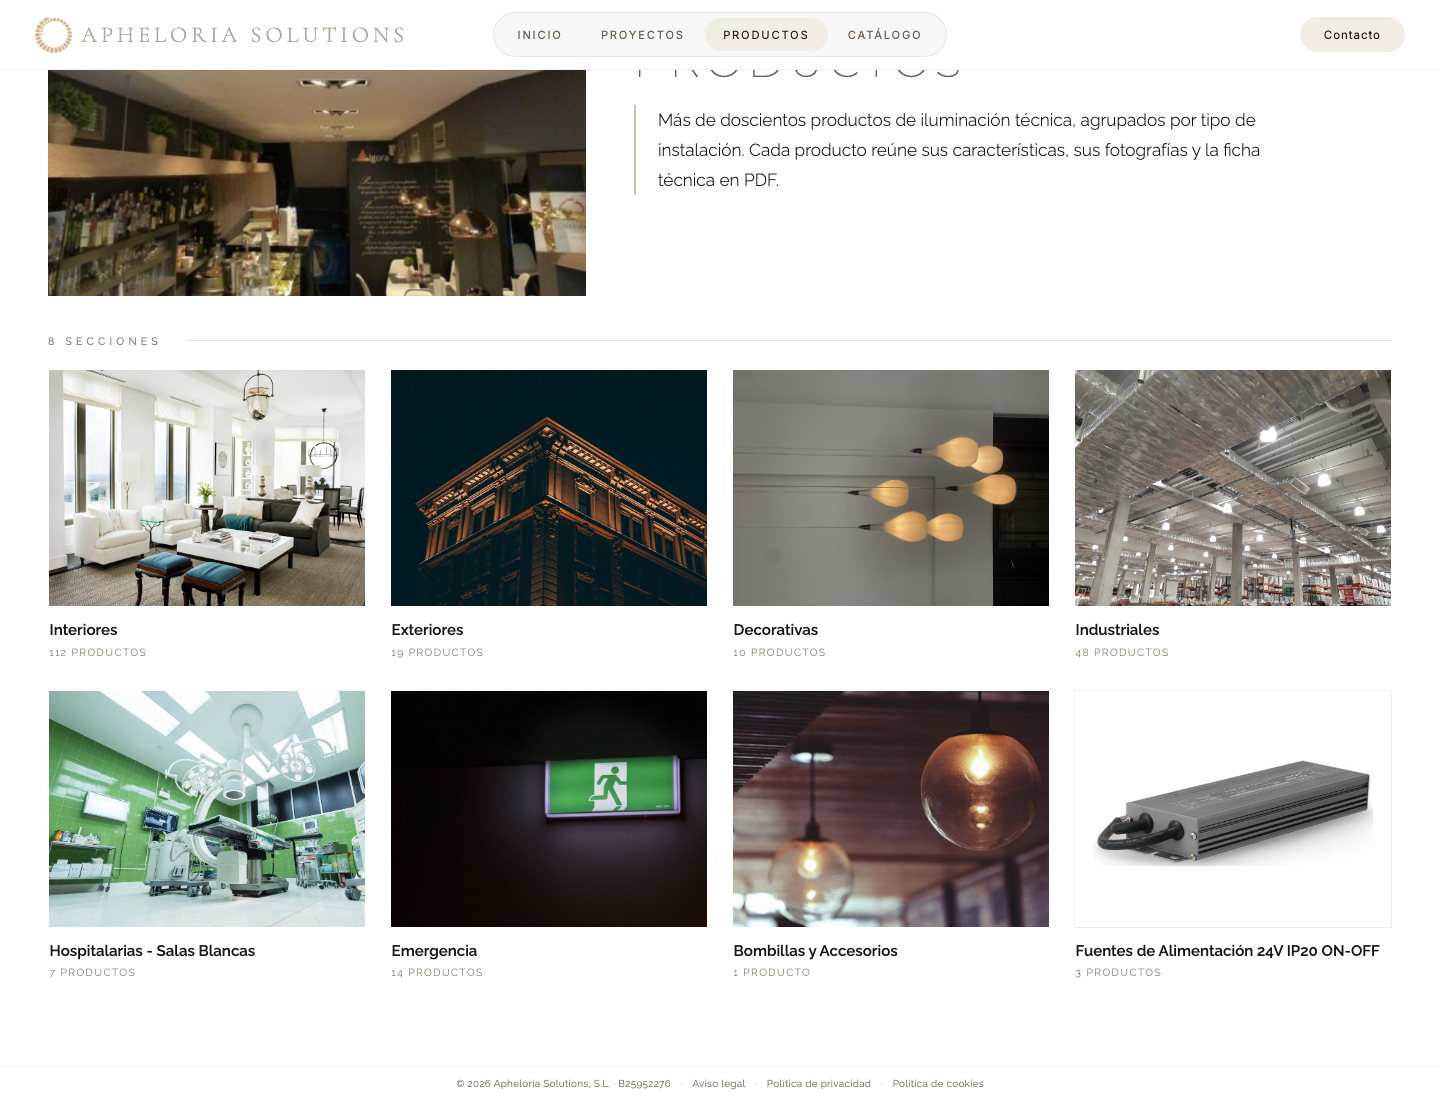 APHELORIA SOLUTIONS
INICIO
PROYECTOS
PRODUCTOS
CATÁLOGO
Contacto
PRODUCTOS
Igora
Más de doscientos productos de iluminación técnica, agrupados por tipo de
instalación. Cada producto reúne sus características, sus fotografías y la ficha
técnica en PDF.
8 SECCIONES
Interiores
112 PRODUCTOS
Exteriores
19 PRODUCTOS
Decorativas
10 PRODUCTOS
Industriales
48 PRODUCTOS
Hospitalarias - Salas Blancas
7 PRODUCTOS
Emergencia
14 PRODUCTOS
Bombillas y Accesorios
1 PRODUCTO
Fuentes de Alimentación 24V IP20 ON-OFF
3 PRODUCTOS
© 2026 Apheloria Solutions, S.L. · B25952276 · Aviso legal · Política de privacidad · Política de cookies